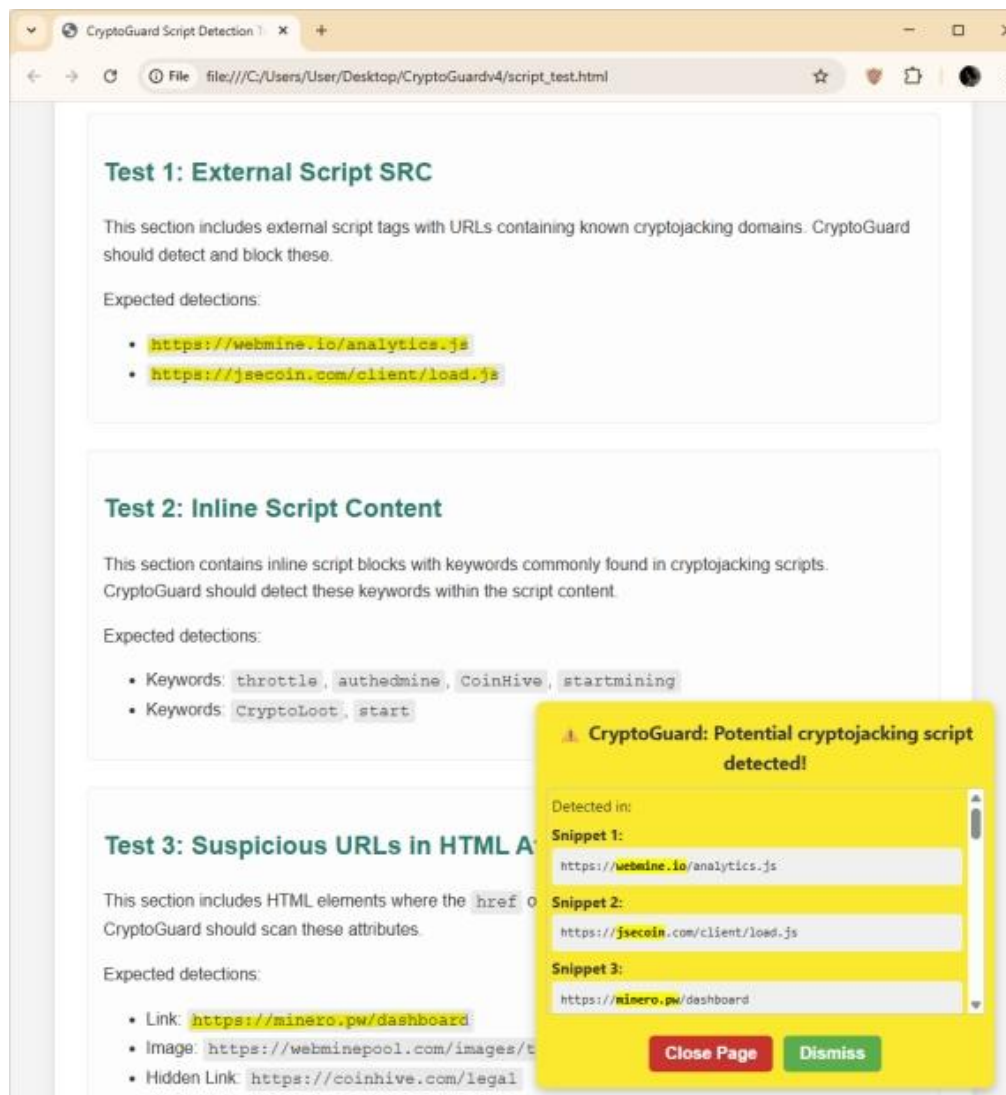 CryptoGuard Script Detection T
File file:///C:/Users/User/Desktop/CryptoGuardv4/script_test.html
Test 1: External Script SRC
This section includes external script tags with URLs containing known cryptojacking domains. CryptoGuard
should detect and block these.
Expected detections:
• https://webmine.io/analytics.js
• https://jsecoin.com/client/load.js
Test 2: Inline Script Content
This section contains inline script blocks with keywords commonly found in cryptojacking scripts.
CryptoGuard should detect these keywords within the script content.
Expected detections:
• Keywords: throttle, authedmine, CoinHive, startmining
• Keywords: CryptoLoot, start
Test 3: Suspicious URLs in HTML A
This section includes HTML elements where the href o
CryptoGuard should scan these attributes.
Expected detections:
• Link: https://minero.pw/dashboard
• Image: https://webminepool.com/images/t
• Hidden Link: https://coinhive.com/legal
⚠ CryptoGuard: Potential cryptojacking script
detected!
Detected in:
Snippet 1:
https://webmine.io/analytics.js
Snippet 2:
https://jsecoin.com/client/load.js
Snippet 3:
https://minero.pw/dashboard
Close Page Dismiss